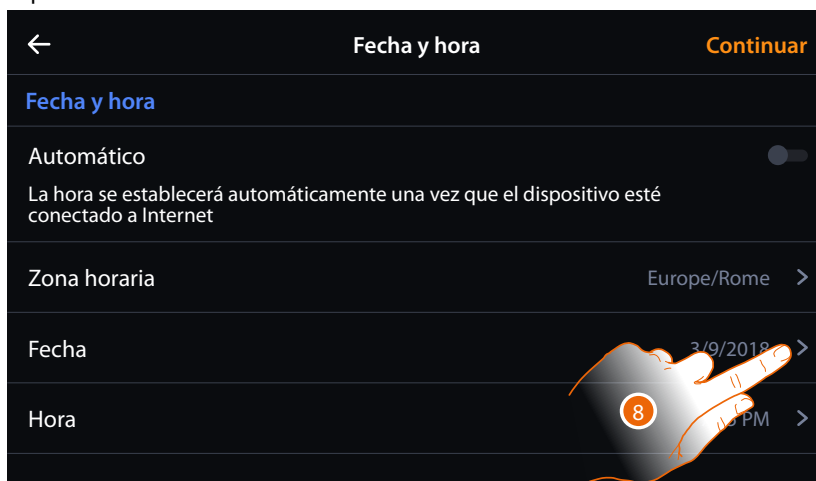 Fecha y hora
Continuar
Fecha y hora
Automático
La hora se establecerá automáticamente una vez que el dispositivo esté
conectado a Internet
Zona horaria
Europe/Rome
Fecha
3/9/2018
Hora
PM
8